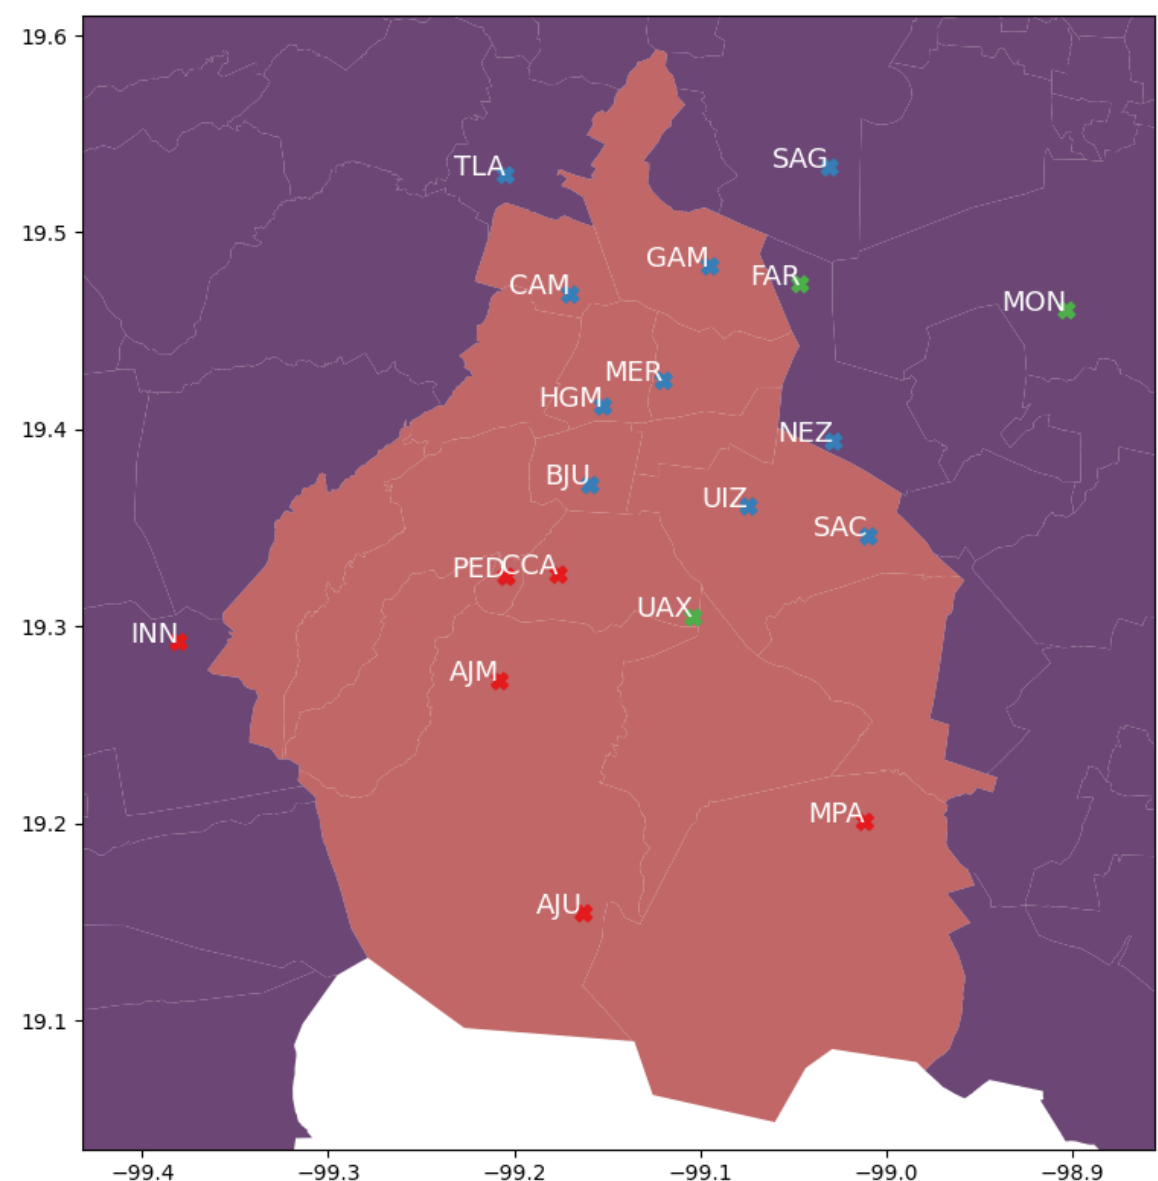 19.6
TLA
SAG
19.5
GAM
FAR
CAM
MON
MER
HGM
19.4
NEZ
BJU
UIZ
SAC
PED
CCA
UAX
19.3
INN
AJM
19.2
MPA
AJU
19.1
−99.4 −99.3 −99.2 −99.1 −99.0 −98.9